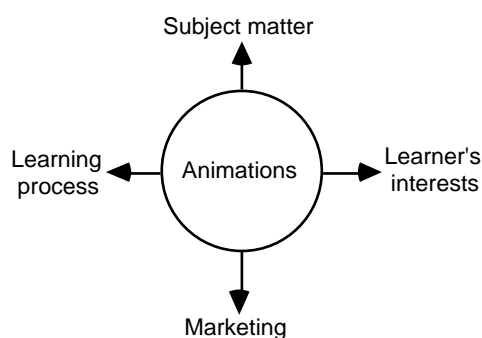 Subject matter
Learning
process
Animations
Learner's
interests
Marketing